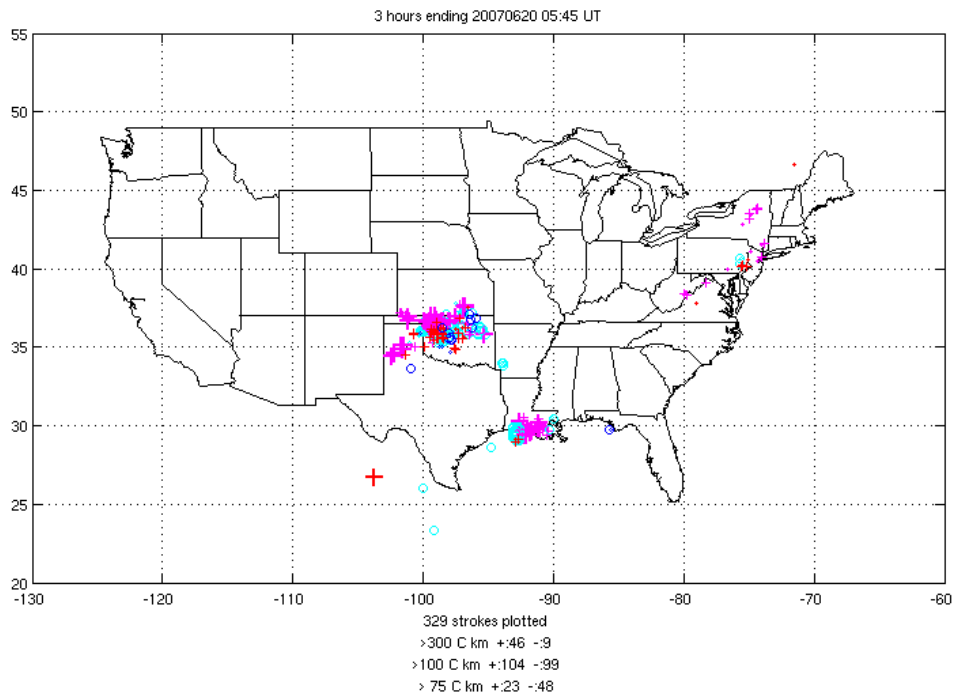 3 hours ending 20070620 05:45 UT
55
50
45
40
35
30
25
20
-130 -120 -110 -100 -90 -80 -70 -60
329 strokes plotted
>300 C km +:46 -:9
>100 C km +:104 -:99
> 75 C km +:23 -:48